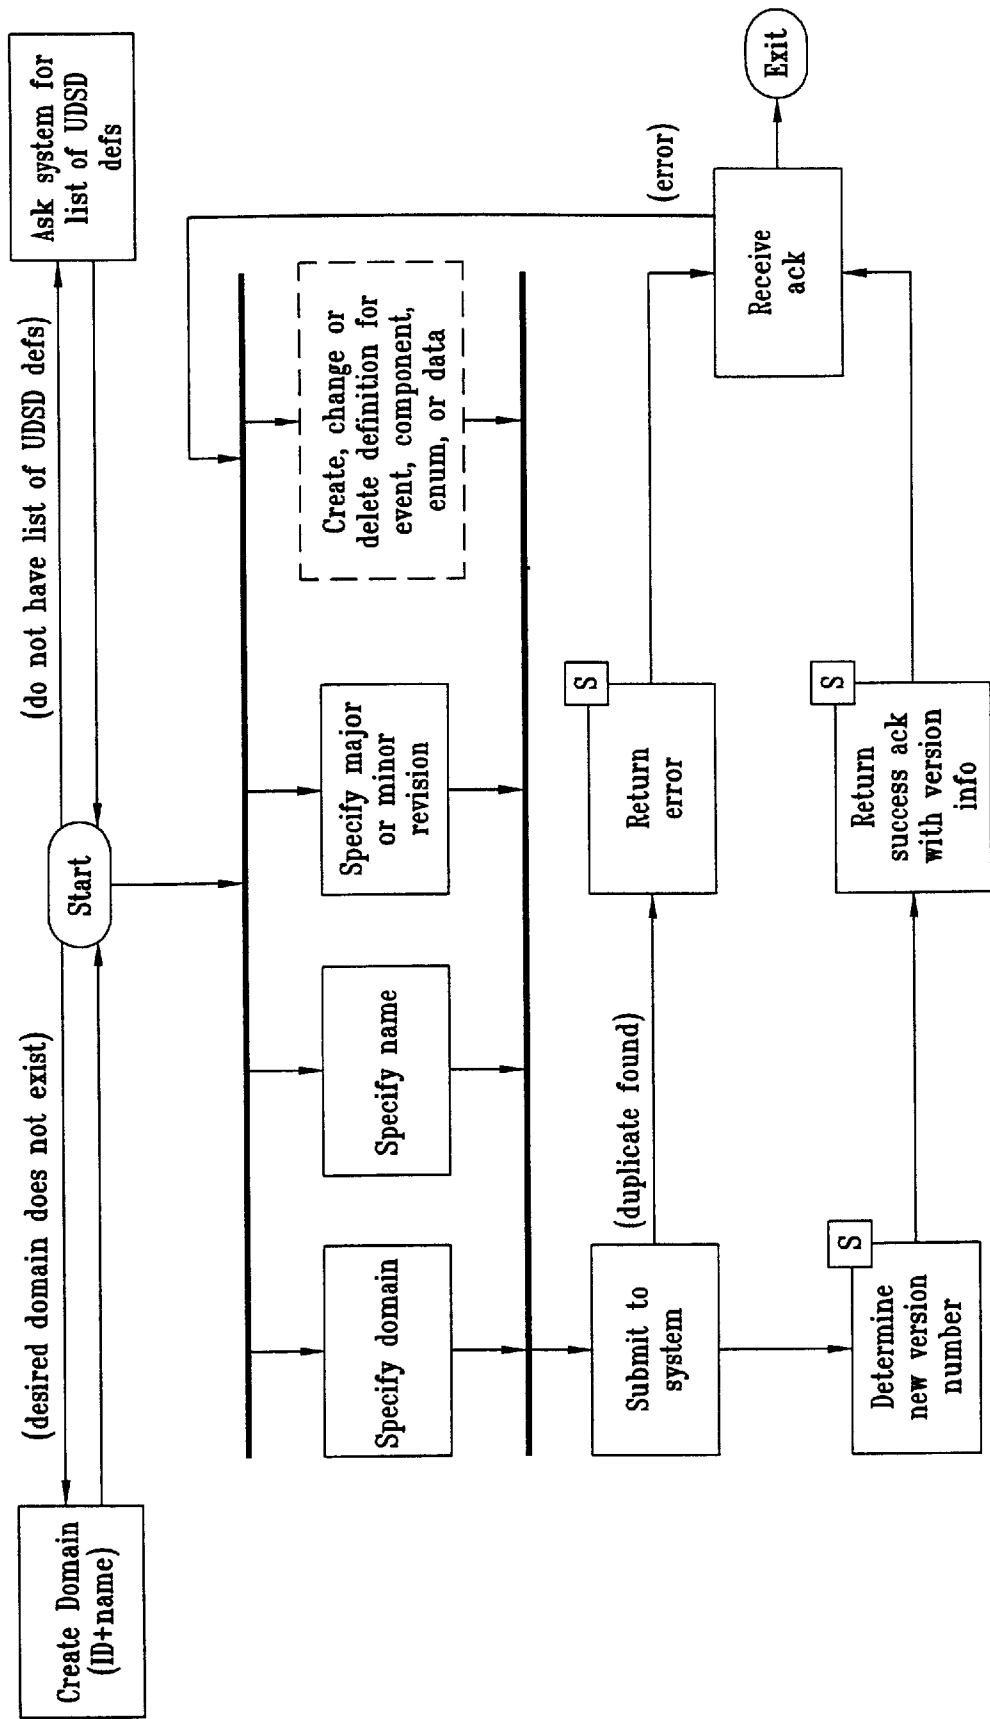 (desired domain does not exist)
(do not have list of UDSD defs)
Create Domain
(ID+name)
Start
Ask system for
list of UDSD
defs
Specify domain
Specify name
Specify major
or minor
revision
Create, change or
delete definition for
event, component,
enum, or data
(error)
Submit to
system
(duplicate found)
S
Return
error
Receive
ack
Exit
S
Determine
new version
number
S
Return
success ack
with version
info